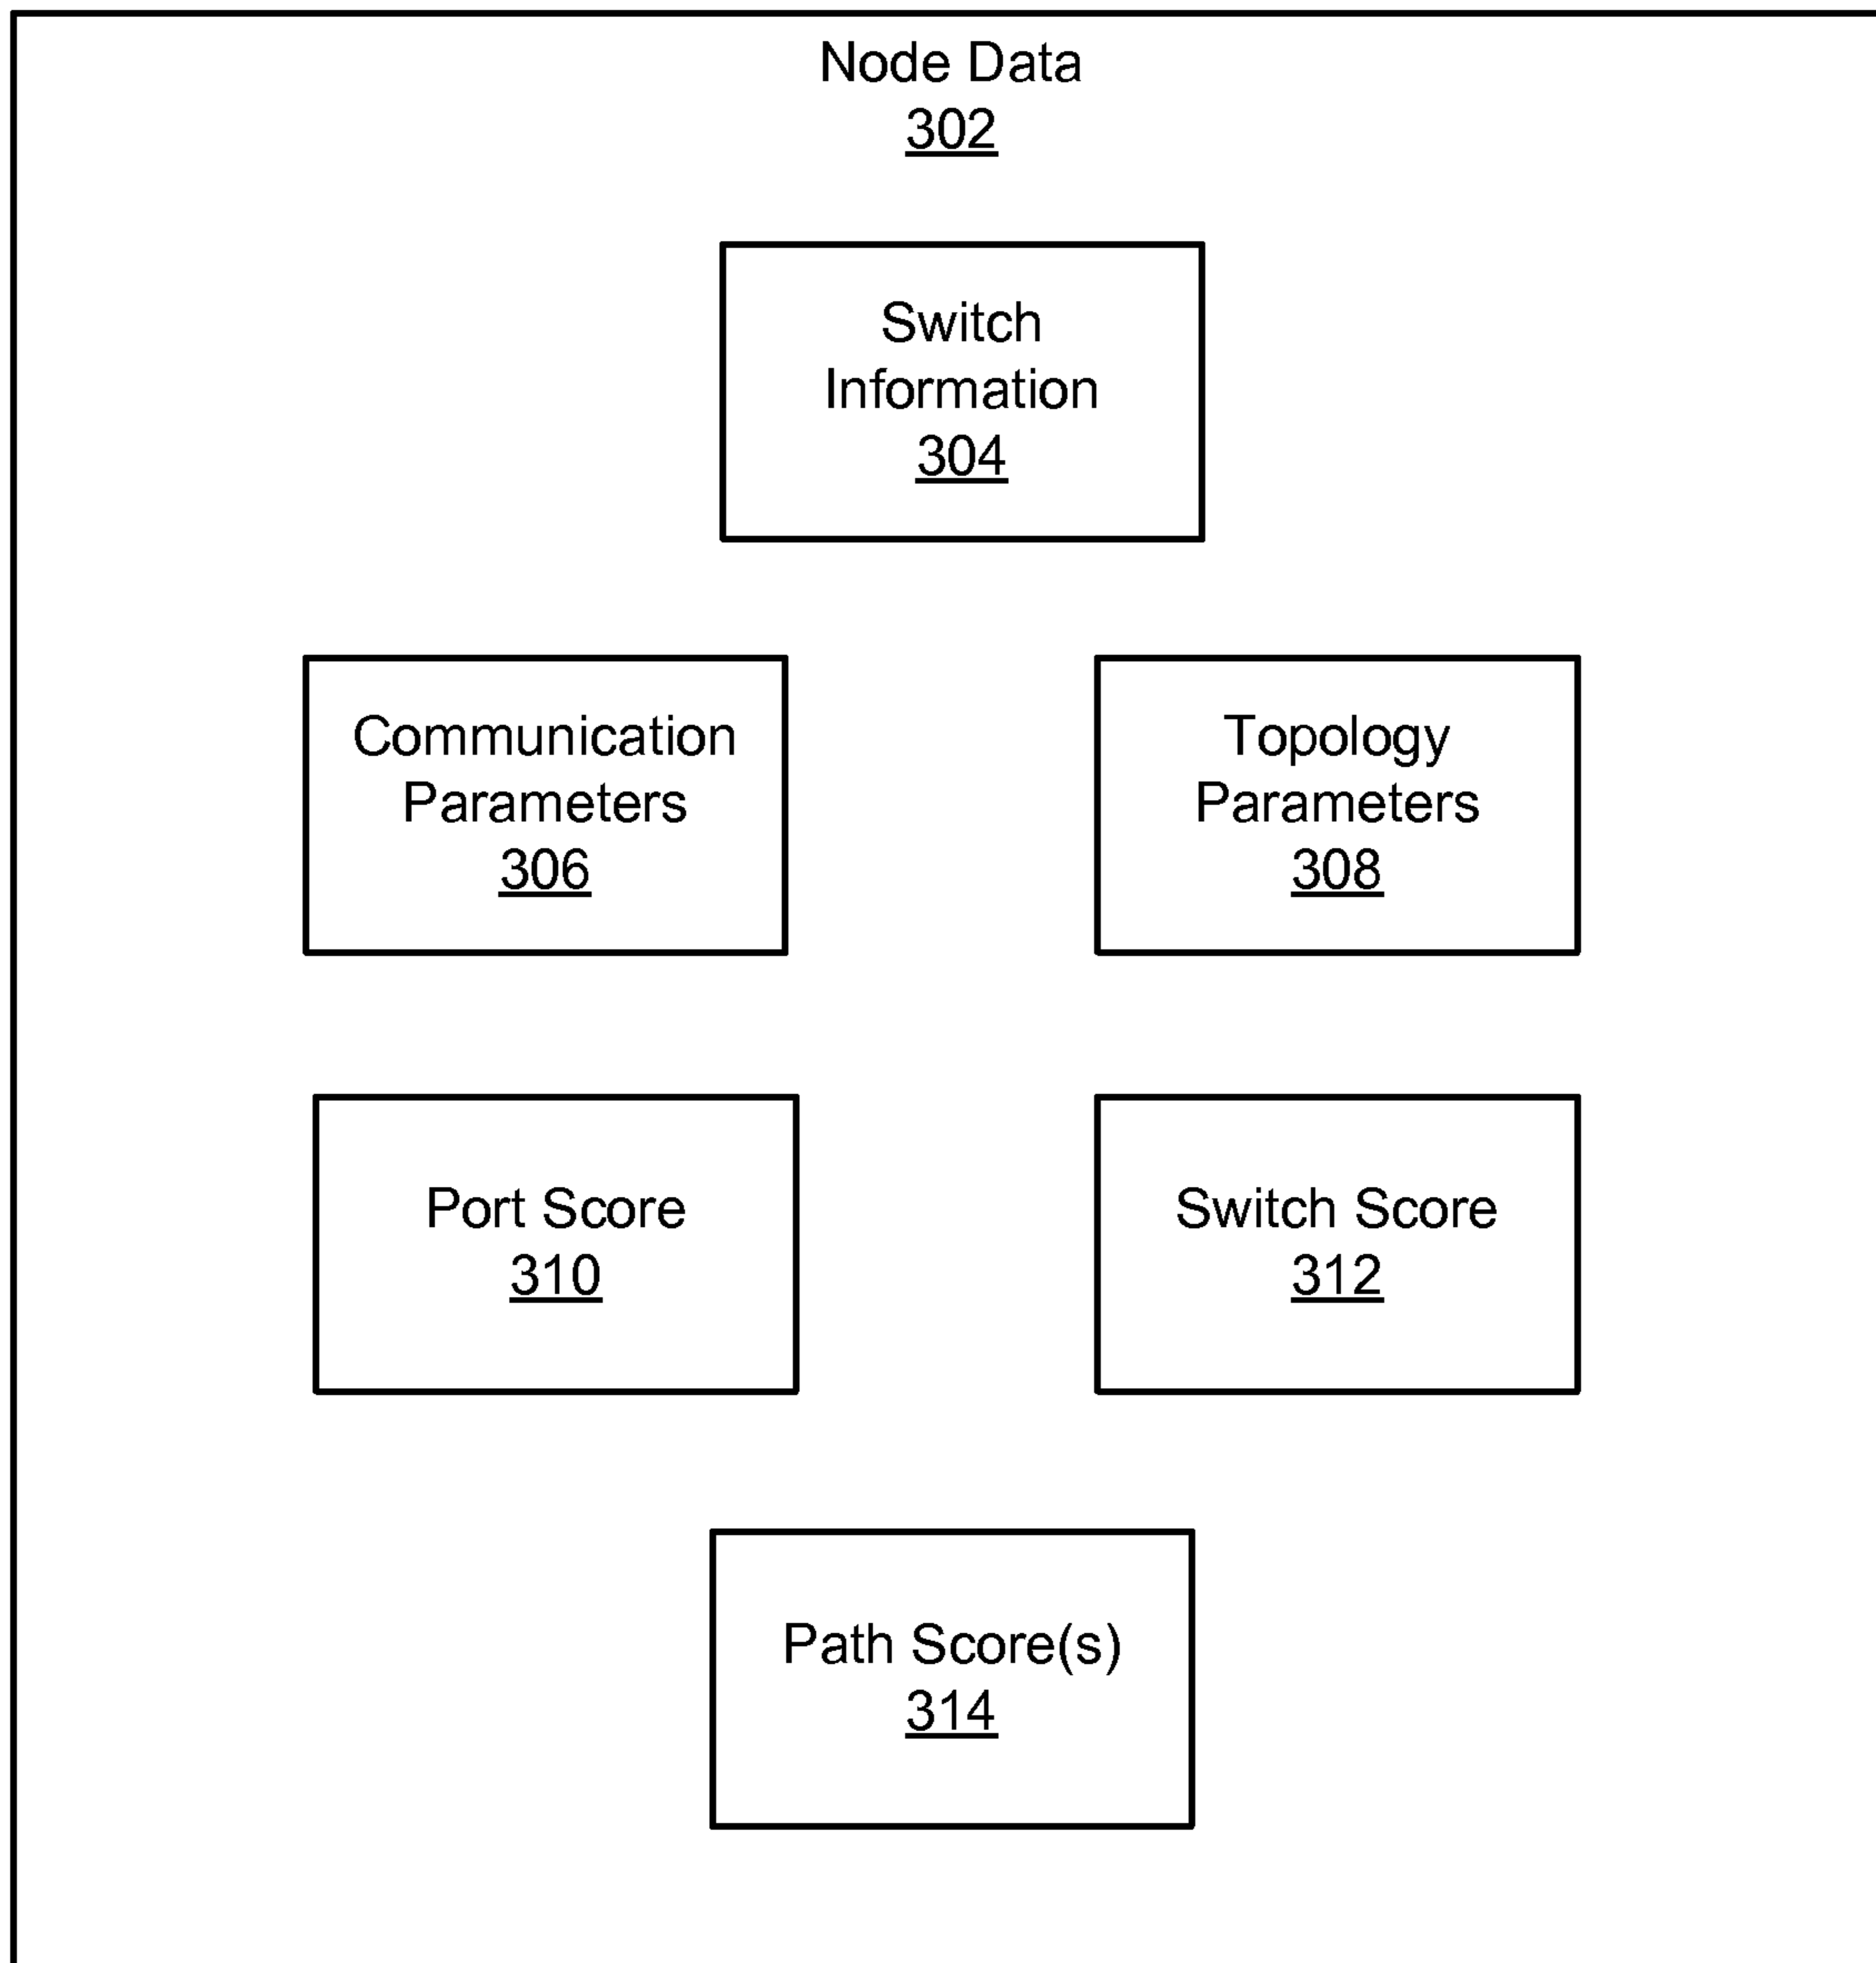 Node Data
302
Switch
Information
304
Communication
Parameters
306
Topology
Parameters
308
Port Score
310
Switch Score
312
Path Score(s)
314